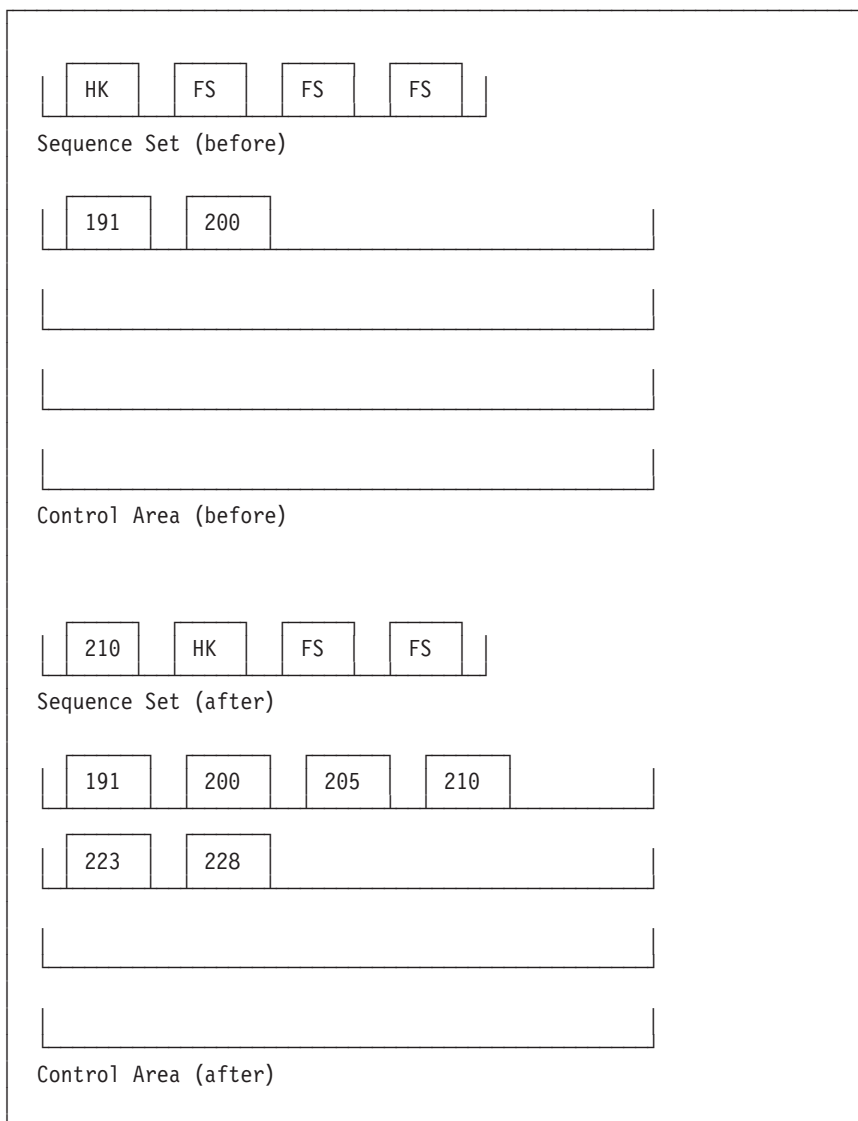 HK FS FS FS
Sequence Set (before)
191 200
Control Area (before)
210 HK FS FS
Sequence Set (after)
191 200 205 210
223 228
Control Area (after)